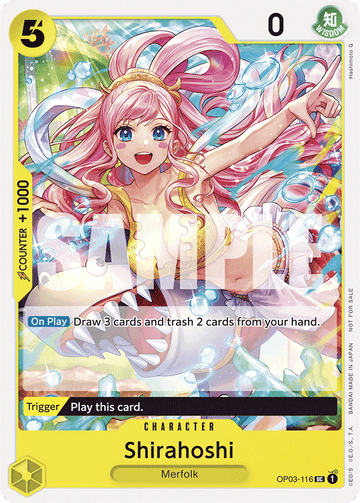 5
0
知
WISDOM
Hashimoto Q
COUNTER +1000
SAMPLE
On Play Draw 3 cards and trash 2 cards from your hand.
Trigger Play this card.
CHARACTER
Shirahoshi
Merfolk
OP03-116 UC 1
©E.O./S. ©E.O./S., T.A. BANDAI MADE IN JAPAN NOT FOR SALE